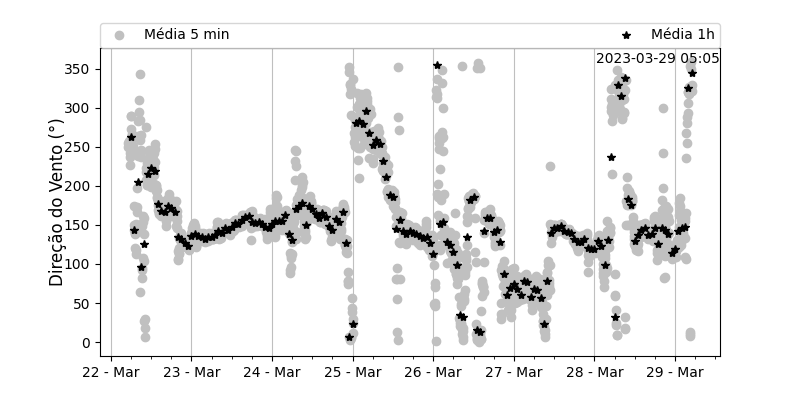 Média 5 min
Média 1h
2023-03-29 05:05
Direção do Vento (°)
350
300
250
200
150
100
50
0
22 - Mar
23 - Mar
24 - Mar
25 - Mar
26 - Mar
27 - Mar
28 - Mar
29 - Mar